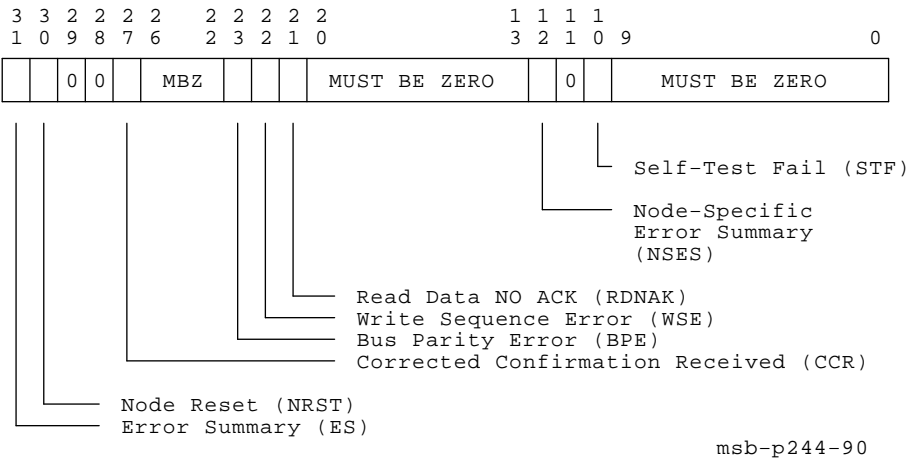 3 3 2 2 2 2 2 2 2 2 2 1 1 1 1
1 0 9 8 7 6 2 3 2 1 0 3 2 1 0 9 0
0 0 MBZ MUST BE ZERO 0 MUST BE ZERO
Self-Test Fail (STF)
Node-Specific
Error Summary
(NSES)
Read Data NO ACK (RDNAK)
Write Sequence Error (WSE)
Bus Parity Error (BPE)
Corrected Confirmation Received (CCR)
Node Reset (NRST)
Error Summary (ES)
msb-p244-90